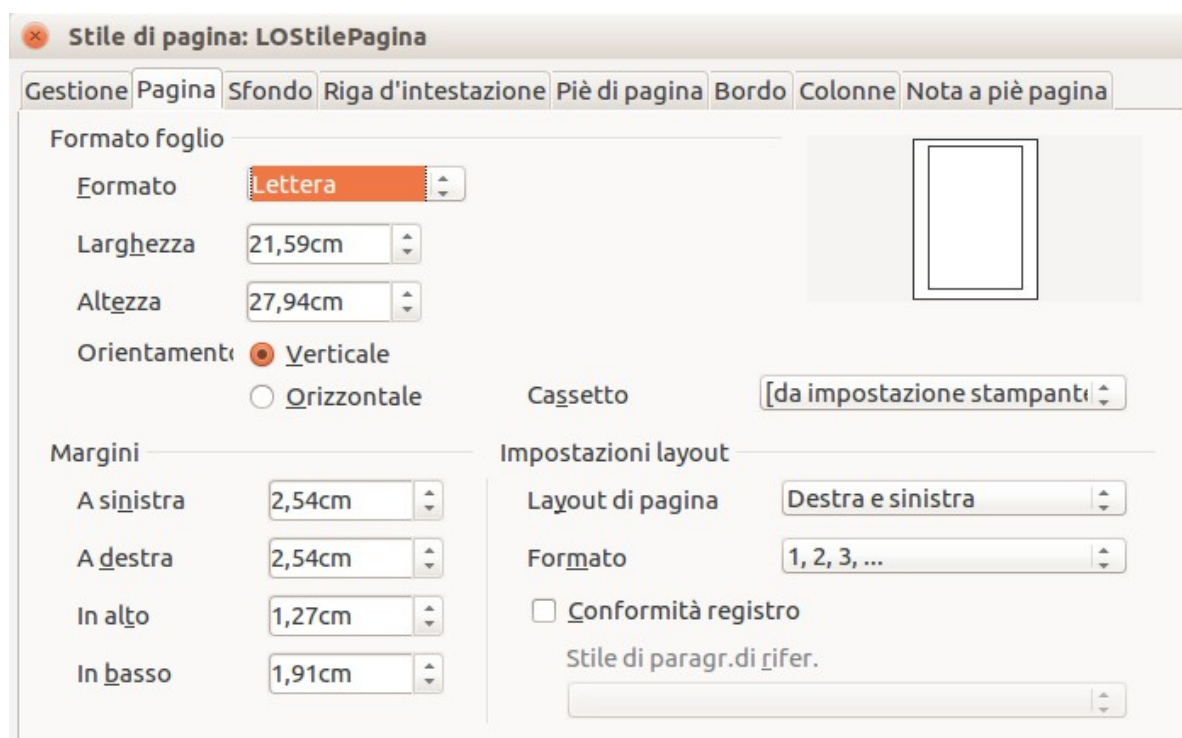 Stile di pagina: LOStilePagina
Gestione Pagina Sfondo Riga d'intestazione Piè di pagina Bordo Colonne Nota a piè pagina
Formato foglio
Formato Lettera
Larghezza 21,59cm
Altezza 27,94cm
Orientamento Verticale
Orizzontale
Cassetto [da impostazione stampante
Margini
A sinistra 2,54cm
A destra 2,54cm
In alto 1,27cm
In basso 1,91cm
Impostazioni layout
Layout di pagina Destra e sinistra
Formato 1, 2, 3, ...
Conformità registro
Stile di paragr.di rifer.